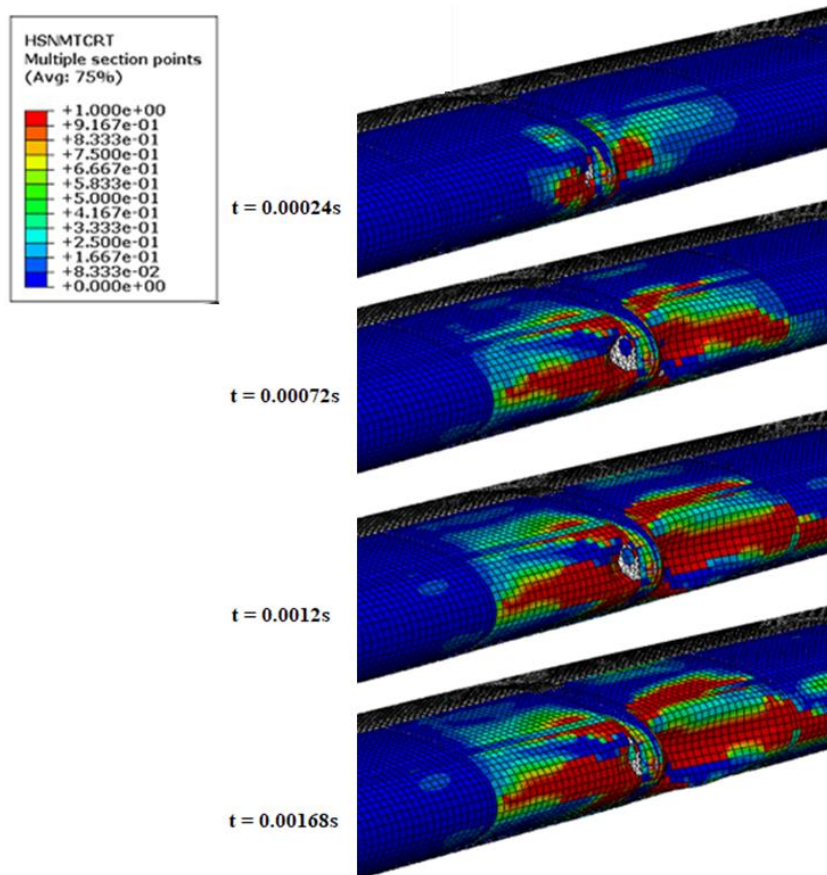 HSNMTCRT
Multiple section points
(Avg: 75%)
+1.000e+00
+9.167e-01
+8.333e-01
+7.500e-01
+6.667e-01
+5.833e-01
+5.000e-01
+4.167e-01
+3.333e-01
+2.500e-01
+1.667e-01
+8.333e-02
+0.000e+00
t = 0.00024s
t = 0.00072s
t = 0.0012s
t = 0.00168s